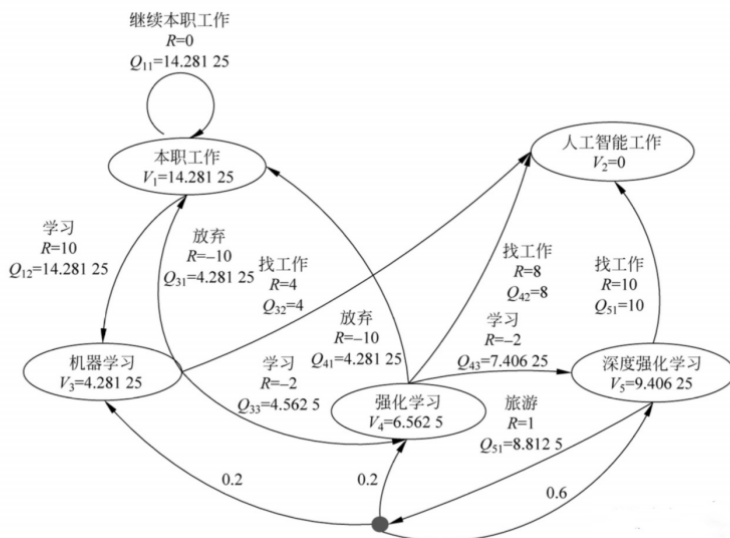 继续本职工作
R=0
Q₁₁=14.281 25
本职工作
V₁=14.281 25
人工智能工作
V₂=0
学习
R=10
Q₁₂=14.281 25
放弃
R=–10
Q₃₁=4.281 25
找工作
R=4
Q₃₂=4
找工作
R=8
Q₄₂=8
找工作
R=10
Q₅₁=10
放弃
R=–10
Q₄₁=4.281 25
学习
R=–2
Q₄₃=7.406 25
机器学习
V₃=4.281 25
学习
R=–2
Q₃₃=4.562 5
强化学习
V₄=6.562 5
深度强化学习
V₅=9.406 25
旅游
R=1
Q₅₁=8.812 5
0.2
0.2
0.6